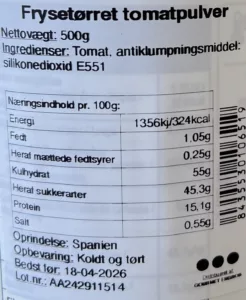 Frysetørret tomatpulver
Nettovægt: 500g
Ingredienser: Tomat. antiklumpningsmiddel:
silikonedioxid E551
Næringsindhold pr. 100g:
Energi 1356kj/324kcal
Fedt 1.05g
Heraf mættede fedtsyrer 0.25g
Kulhydrat 55g
Heraf sukkerarter 45.3g
Protein 15.1g
Salt 0.55g
Oprindelse: Spanien
Opbevaring: Koldt og tørt
Bedst før: 18-04-2026
Lot.nr.: AA242911514